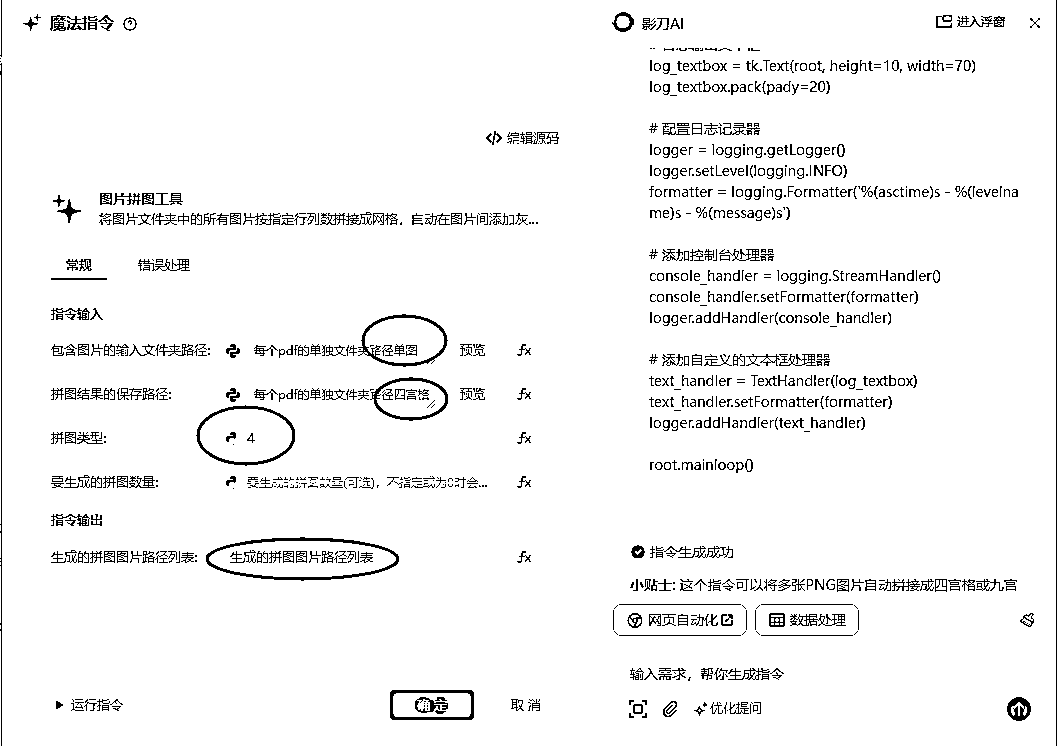 魔法指令
编辑源码
图片拼图工具
将图片文件夹中的所有图片按指定行列数拼接成网格，自动在图片间添加灰...
常规 错误处理
指令输入
包含图片的输入文件夹路径: 每个pdf的单独文件夹路径单图 预览 fx
拼图结果的保存路径: 每个pdf的单独文件夹路径四宫格 预览 fx
拼图类型: 4 fx
要生成的拼图数量: 要生成的拼图数量(可选)，不指定或为0时会... fx
指令输出
生成的拼图图片路径列表: 生成的拼图图片路径列表 fx
运行指令 确定 取消
影刀AI 进入浮窗
log_textbox = tk.Text(root, height=10, width=70)
log_textbox.pack(pady=20)
# 配置日志记录器
logger = logging.getLogger()
logger.setLevel(logging.INFO)
formatter = logging.Formatter('%(asctime)s - %(levelna
me)s - %(message)s')
# 添加控制台处理器
console_handler = logging.StreamHandler()
console_handler.setFormatter(formatter)
logger.addHandler(console_handler)
# 添加自定义的文本框处理器
text_handler = TextHandler(log_textbox)
text_handler.setFormatter(formatter)
logger.addHandler(text_handler)
root.mainloop()
指令生成成功
小贴士: 这个指令可以将多张PNG图片自动拼接成四宫格或九宫
网页自动化 数据处理
输入需求，帮你生成指令
优化提问